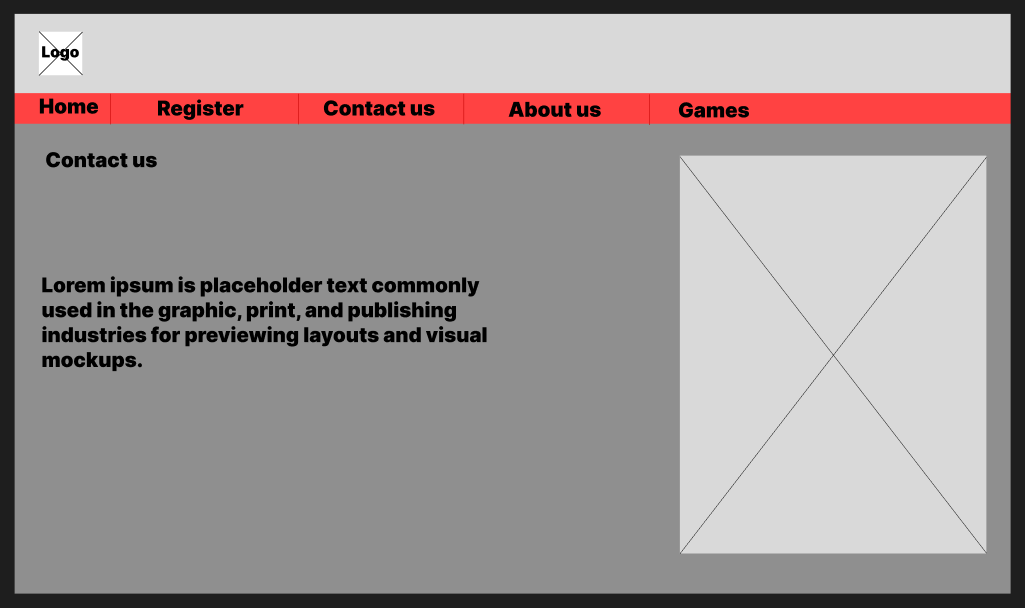 Logo
Home Register Contact us About us Games
Contact us
Lorem ipsum is placeholder text commonly
used in the graphic, print, and publishing
industries for previewing layouts and visual
mockups.